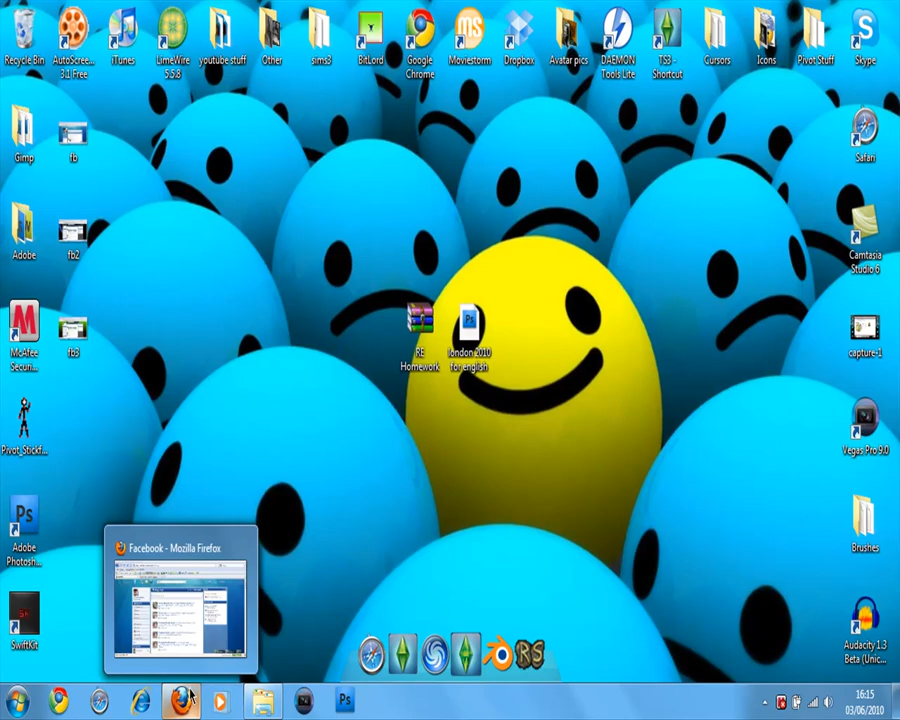 Recycle Bin
AutoScree... 3.1 Free
iTunes
LimeWire 5.5.8
youtube stuff
Other
sims3
BitLord
Google Chrome
Moviestorm
Dropbox
Avatar pics
DAEMON Tools Lite
TS3 - Shortcut
Cursors
Icons
Pivot Stuff
Skype
Gimp
fb
Safari
Adobe
fb2
Camtasia Studio 6
McAfee Securi...
fb3
RE Homework
london 2010 for english
capture-1
Pivot_Stickf...
Vegas Pro 9.0
Adobe Photosh...
Brushes
SwiftKit
Audacity 1.3 Beta (Unic...
Facebook - Mozilla Firefox
RS
16:15
03/06/2010